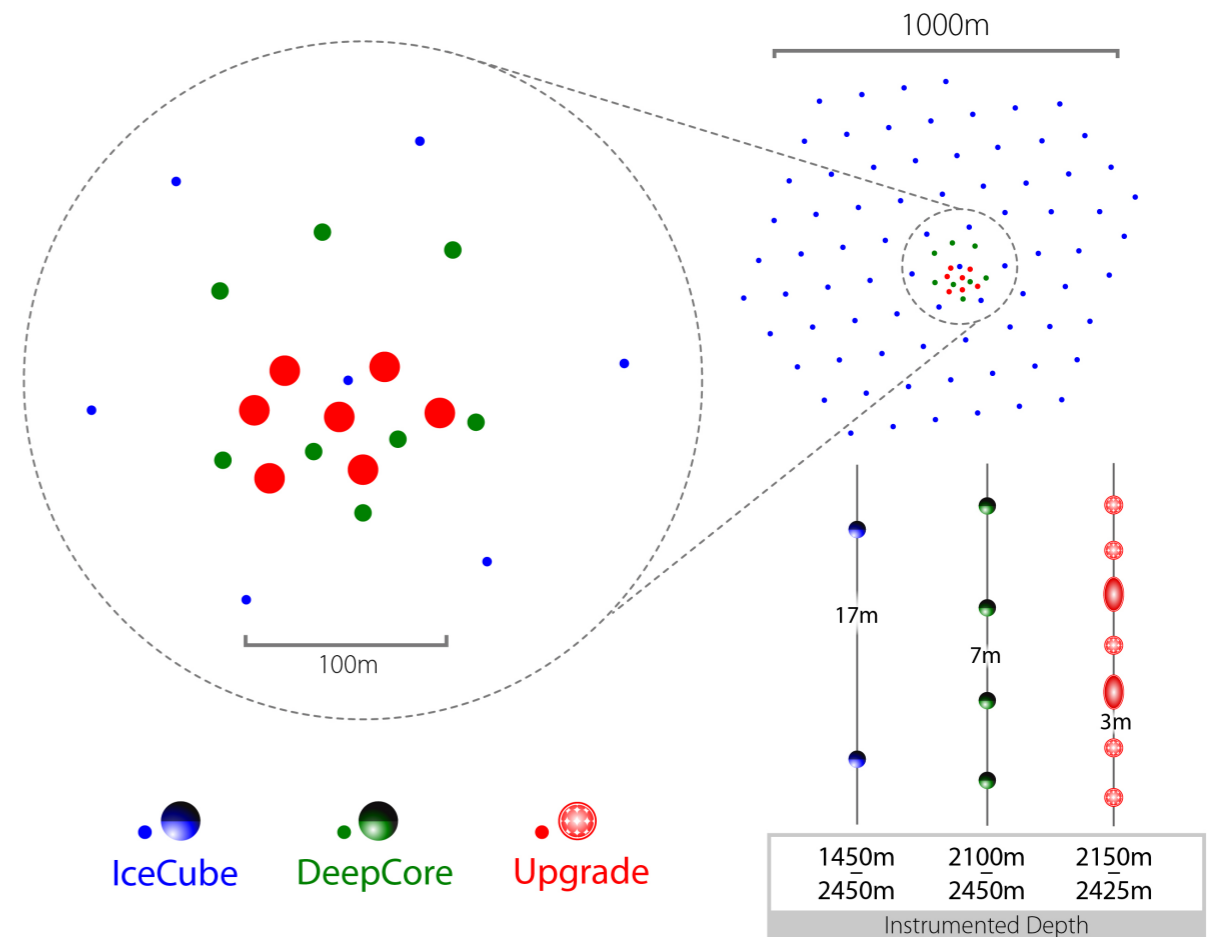 1000m
100m
17m
7m
3m
IceCube
DeepCore
Upgrade
1450m
–
2450m
2100m
–
2450m
2150m
–
2425m
Instrumented Depth